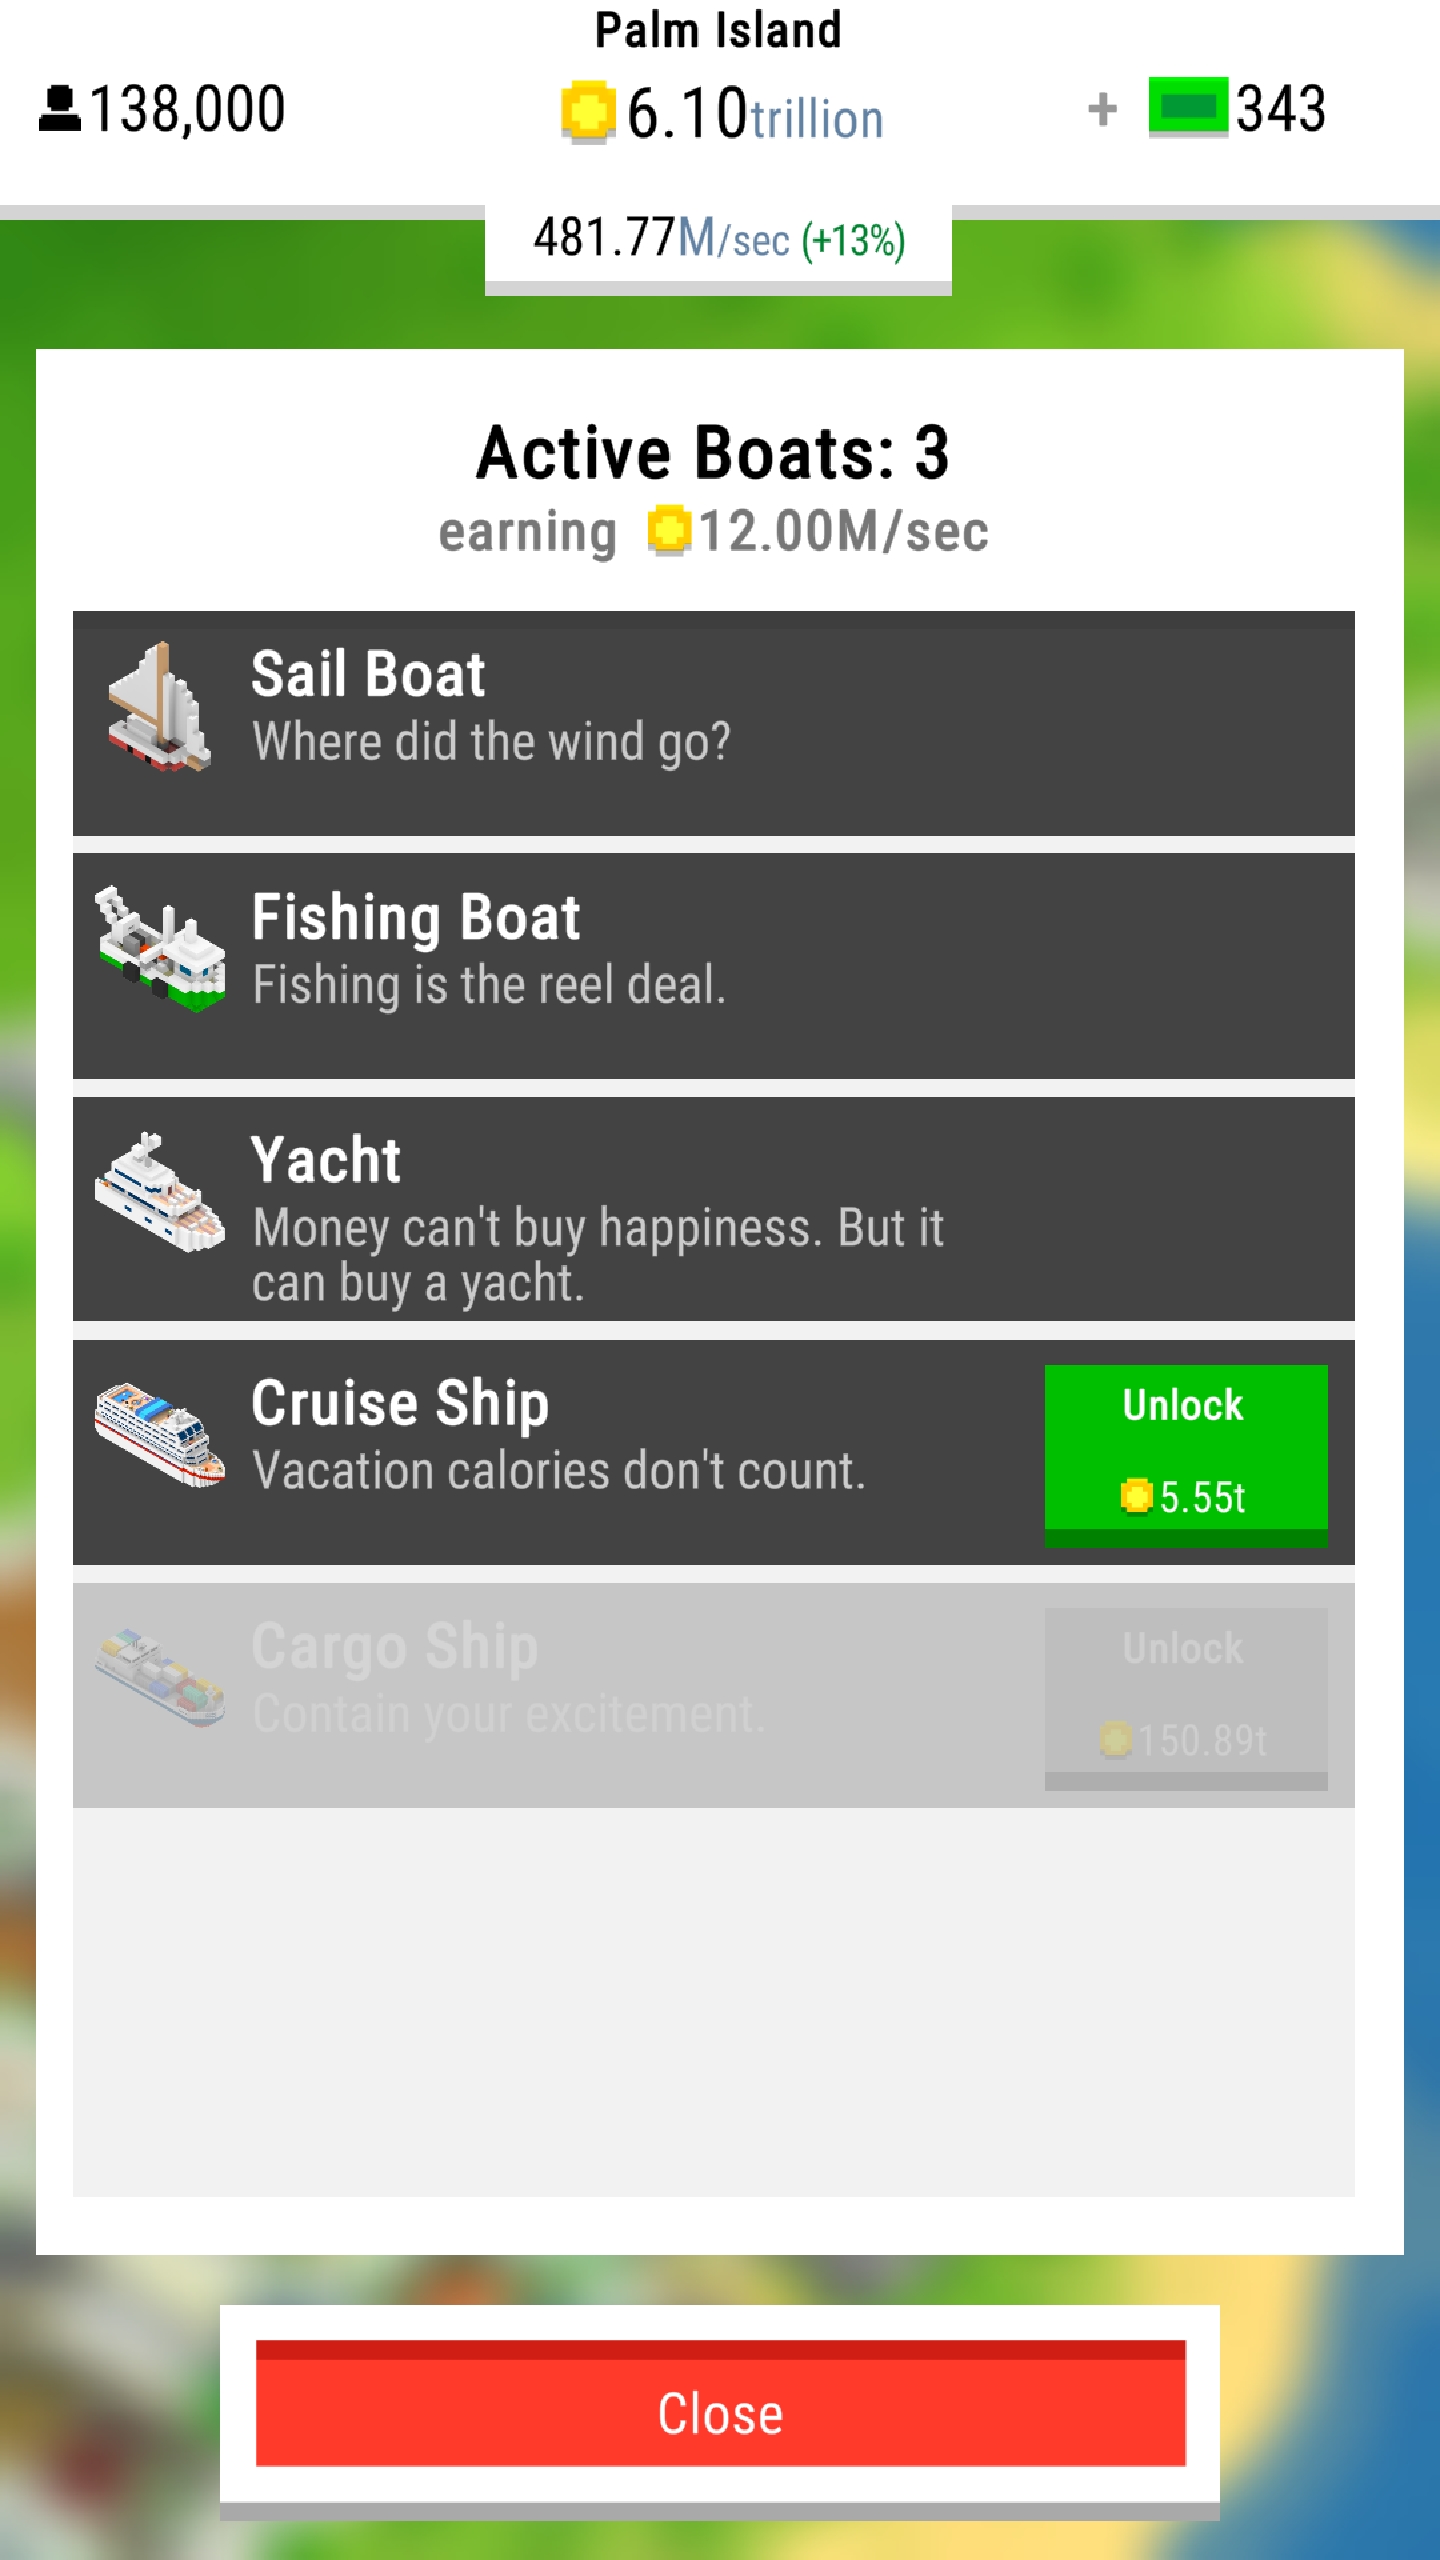 Palm Island
138,000
6.10trillion
+ 343
481.77M/sec (+13%)
Active Boats: 3
earning 12.00M/sec
Sail Boat
Where did the wind go?
Fishing Boat
Fishing is the reel deal.
Yacht
Money can't buy happiness. But it
can buy a yacht.
Cruise Ship
Vacation calories don't count.
Unlock
5.55t
Cargo Ship
Contain your excitement.
Unlock
150.89t
Close